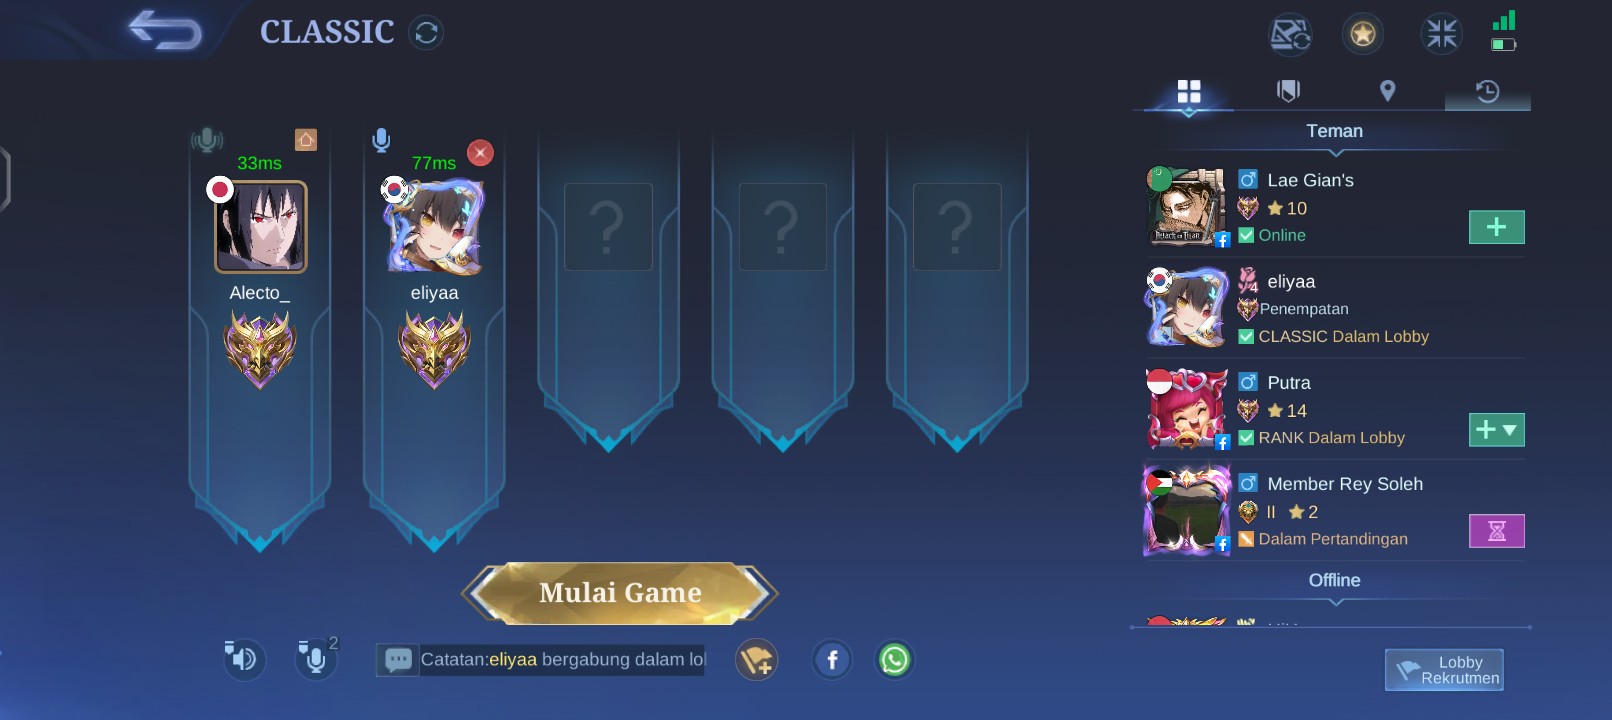 CLASSIC
33ms
77ms
Alecto_
eliyaa
?
?
?
Mulai Game
2
Catatan:eliyaa bergabung dalam lo
Teman
Lae Gian's
10
Online
eliyaa
4
Penempatan
CLASSIC Dalam Lobby
Putra
14
RANK Dalam Lobby
Member Rey Soleh
II 2
Dalam Pertandingan
Offline
Lobby
Rekrutmen